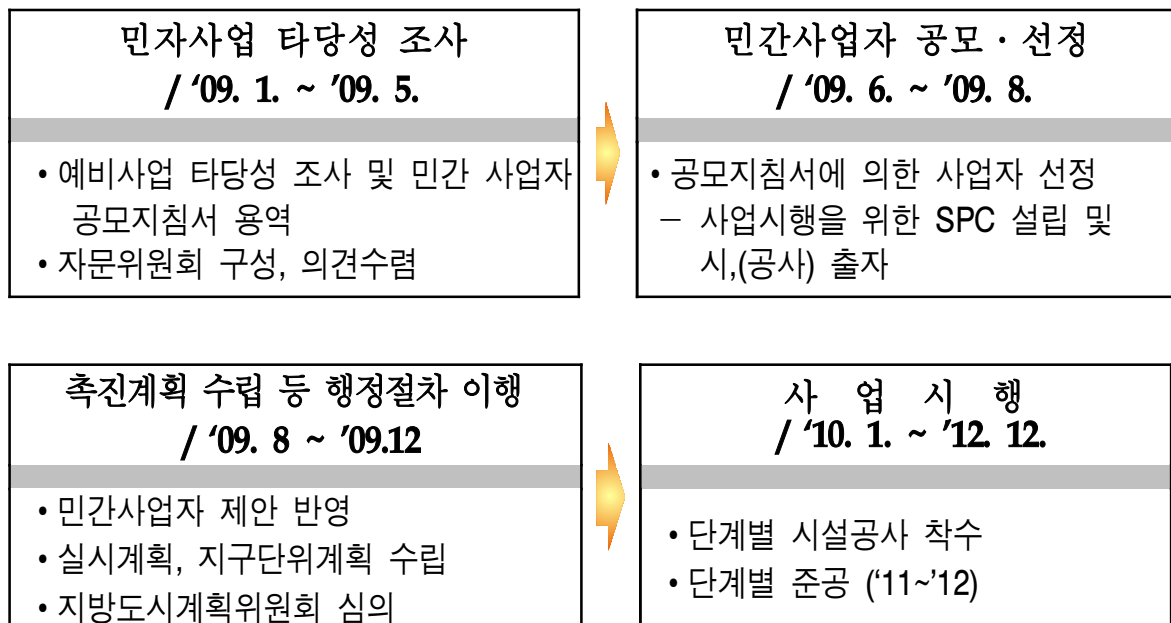 민자사업 타당성 조사
/ ‘09. 1. ~ ’09. 5.
• 예비사업 타당성 조사 및 민간 사업자
공모지침서 용역
• 자문위원회 구성, 의견수렴
민간사업자 공모·선정
/ ‘09. 6. ~ ’09. 8.
• 공모지침서에 의한 사업자 선정
– 사업시행을 위한 SPC 설립 및
시,(공사) 출자
촉진계획 수립 등 행정절차 이행
/ ‘09. 8 ~ ’09.12
• 민간사업자 제안 반영
• 실시계획, 지구단위계획 수립
• 지방도시계획위원회 심의
사 업 시 행
/ ‘10. 1. ~ ’12. 12.
• 단계별 시설공사 착수
• 단계별 준공 (‘11~’12)